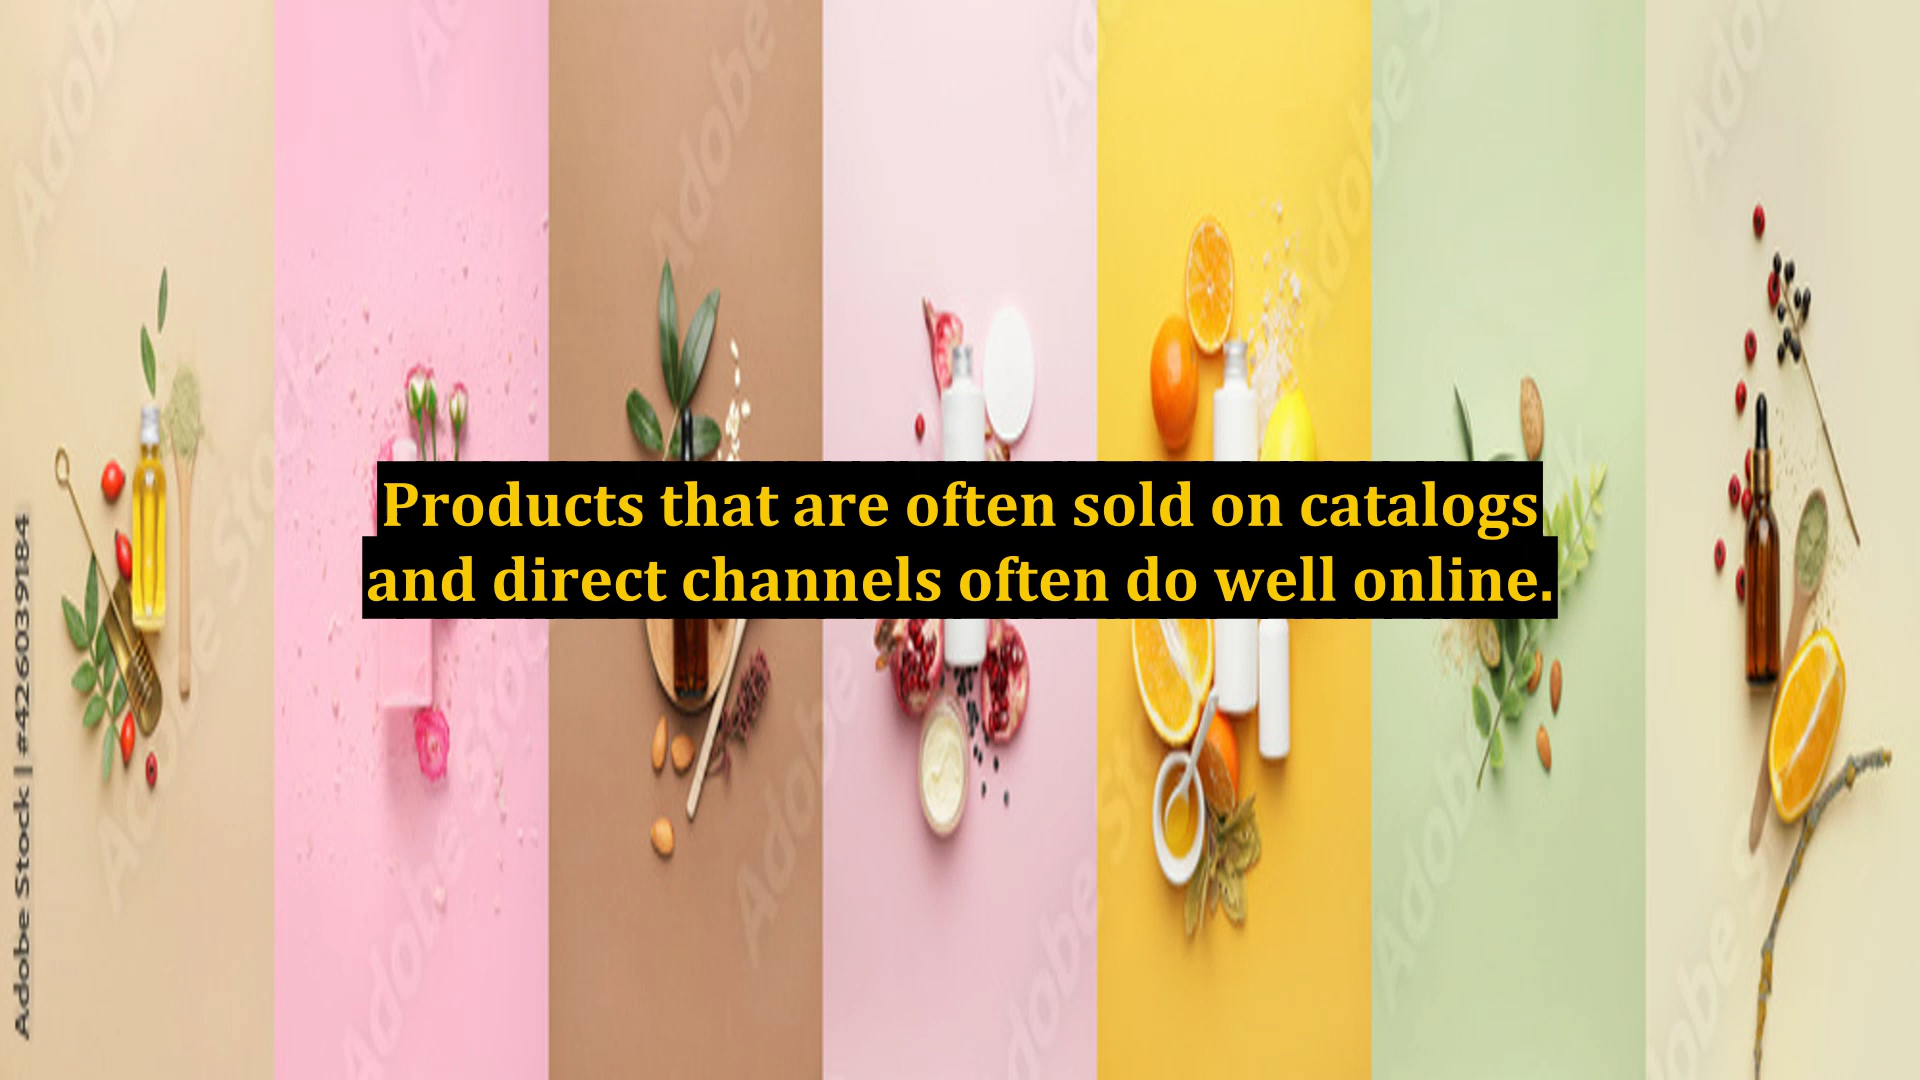 Products that are often sold on catalogs
and direct channels often do well online.
Adobe Stock | #426039184